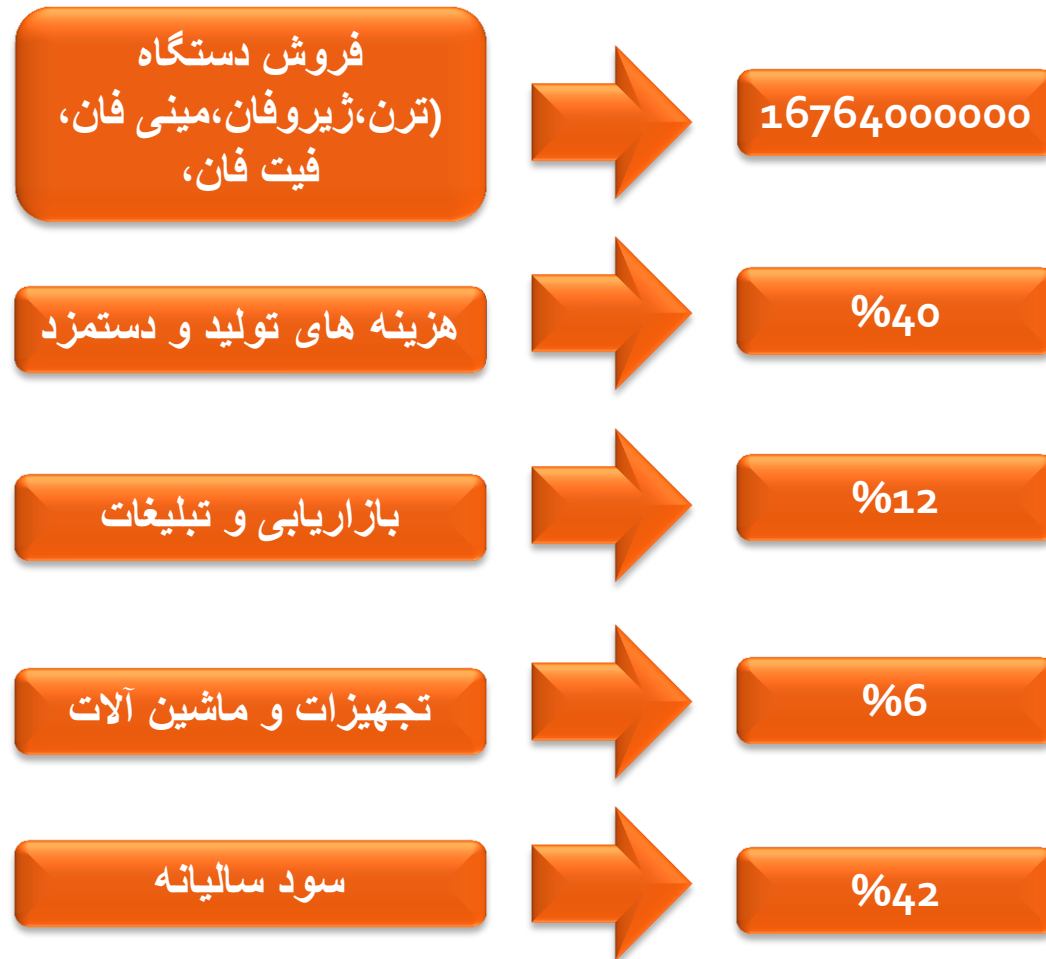 فروش دستگاه
(ترن،ژیروفان،مینی فان،
فیت فان،
16764000000
هزینه های تولید و دستمزد
%40
بازاریابی و تبلیغات
%12
تجهیزات و ماشین آلات
%6
سود سالیانه
%42